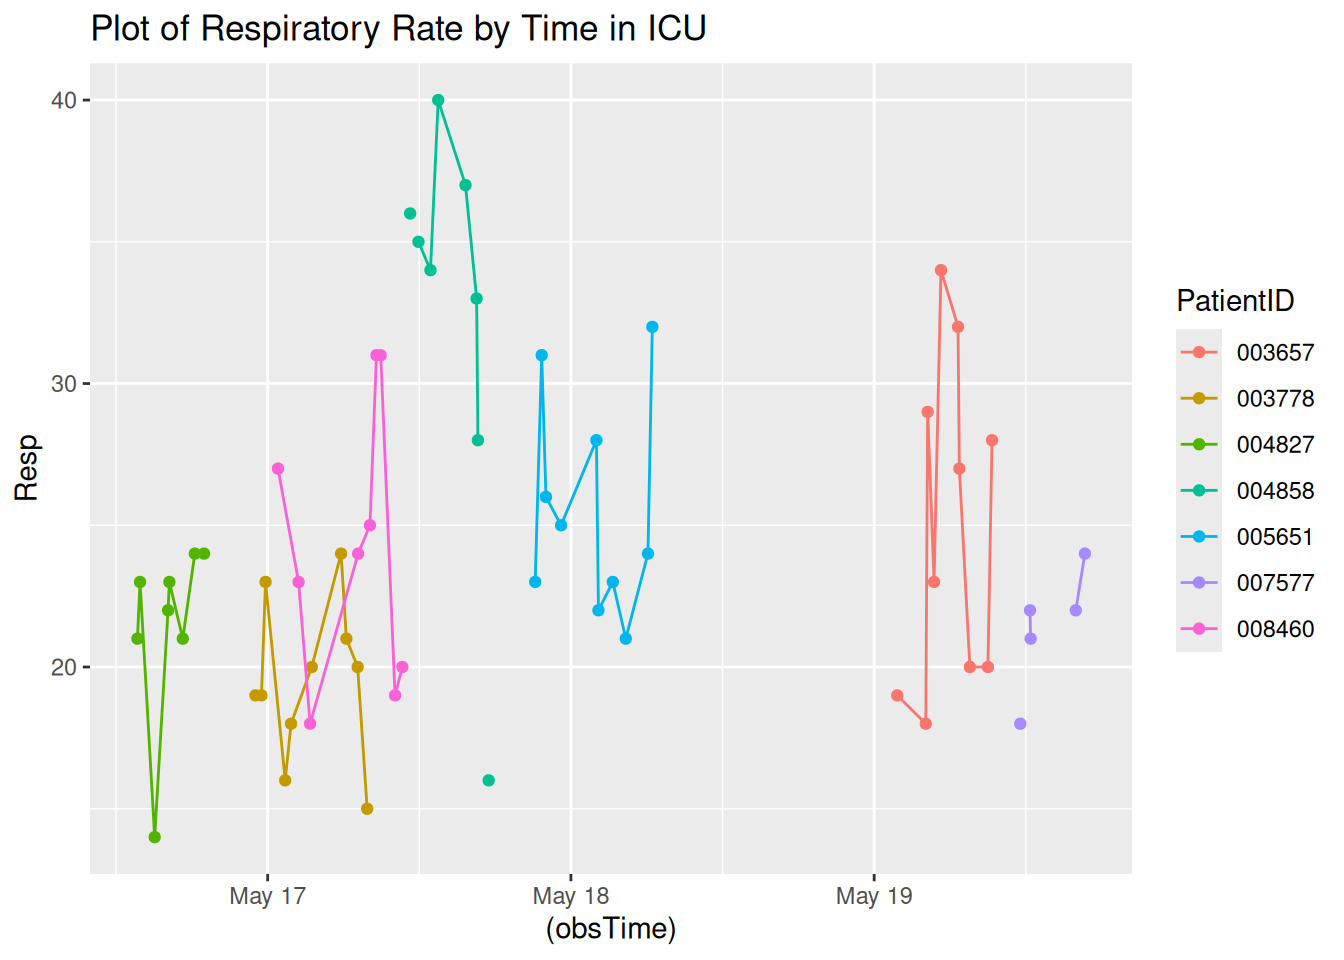 Plot of Respiratory Rate by Time in ICU
40
30
20
Resp
May 17
May 18
May 19
(obsTime)
PatientID
003657
003778
004827
004858
005651
007577
008460